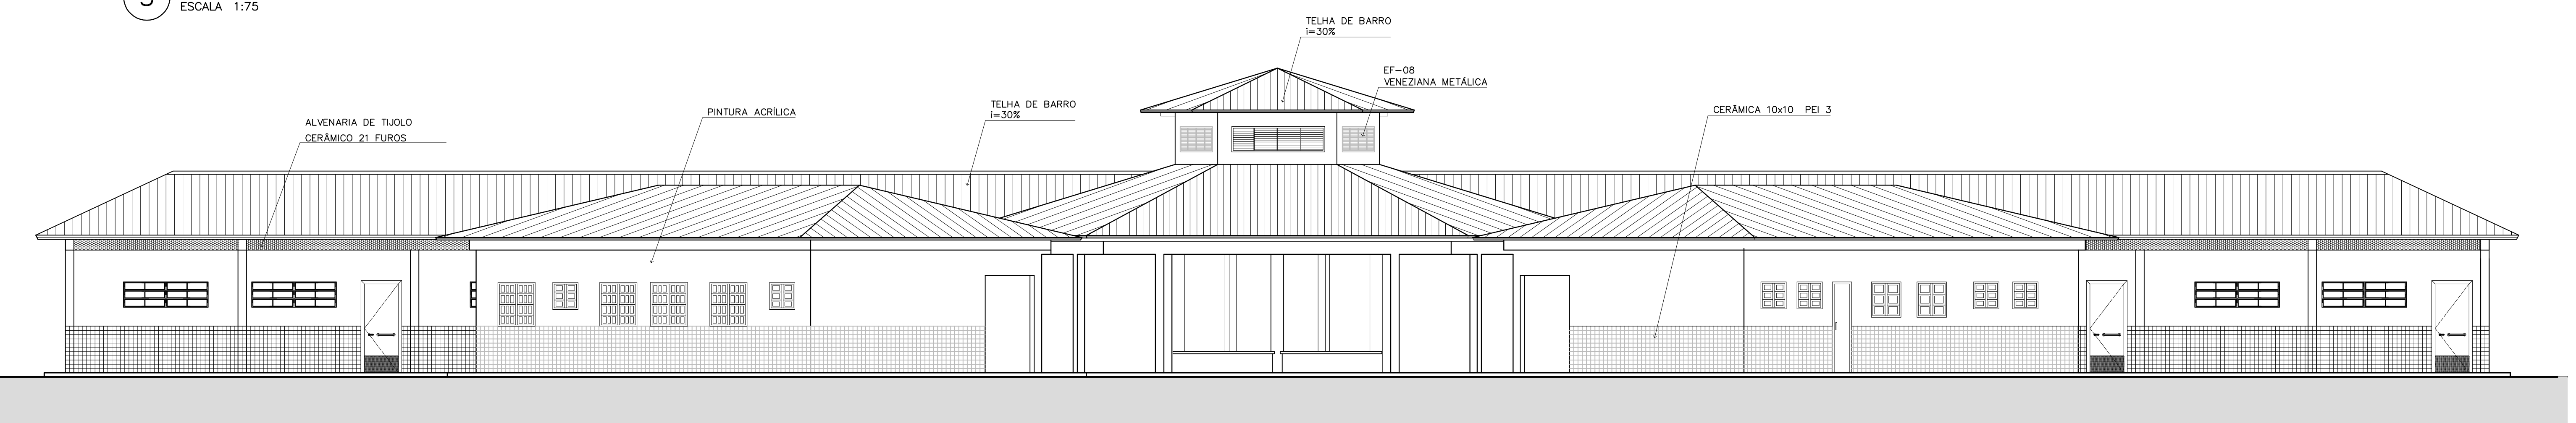 ESCALA 1:75
TELHA DE BARRO
i=30%
EF-08
VENEZIANA METÁLICA
TELHA DE BARRO
i=30%
PINTURA ACRÍLICA
CERÂMICA 10x10 PEI 3
ALVENARIA DE TIJOLO
CERÂMICO 21 FUROS